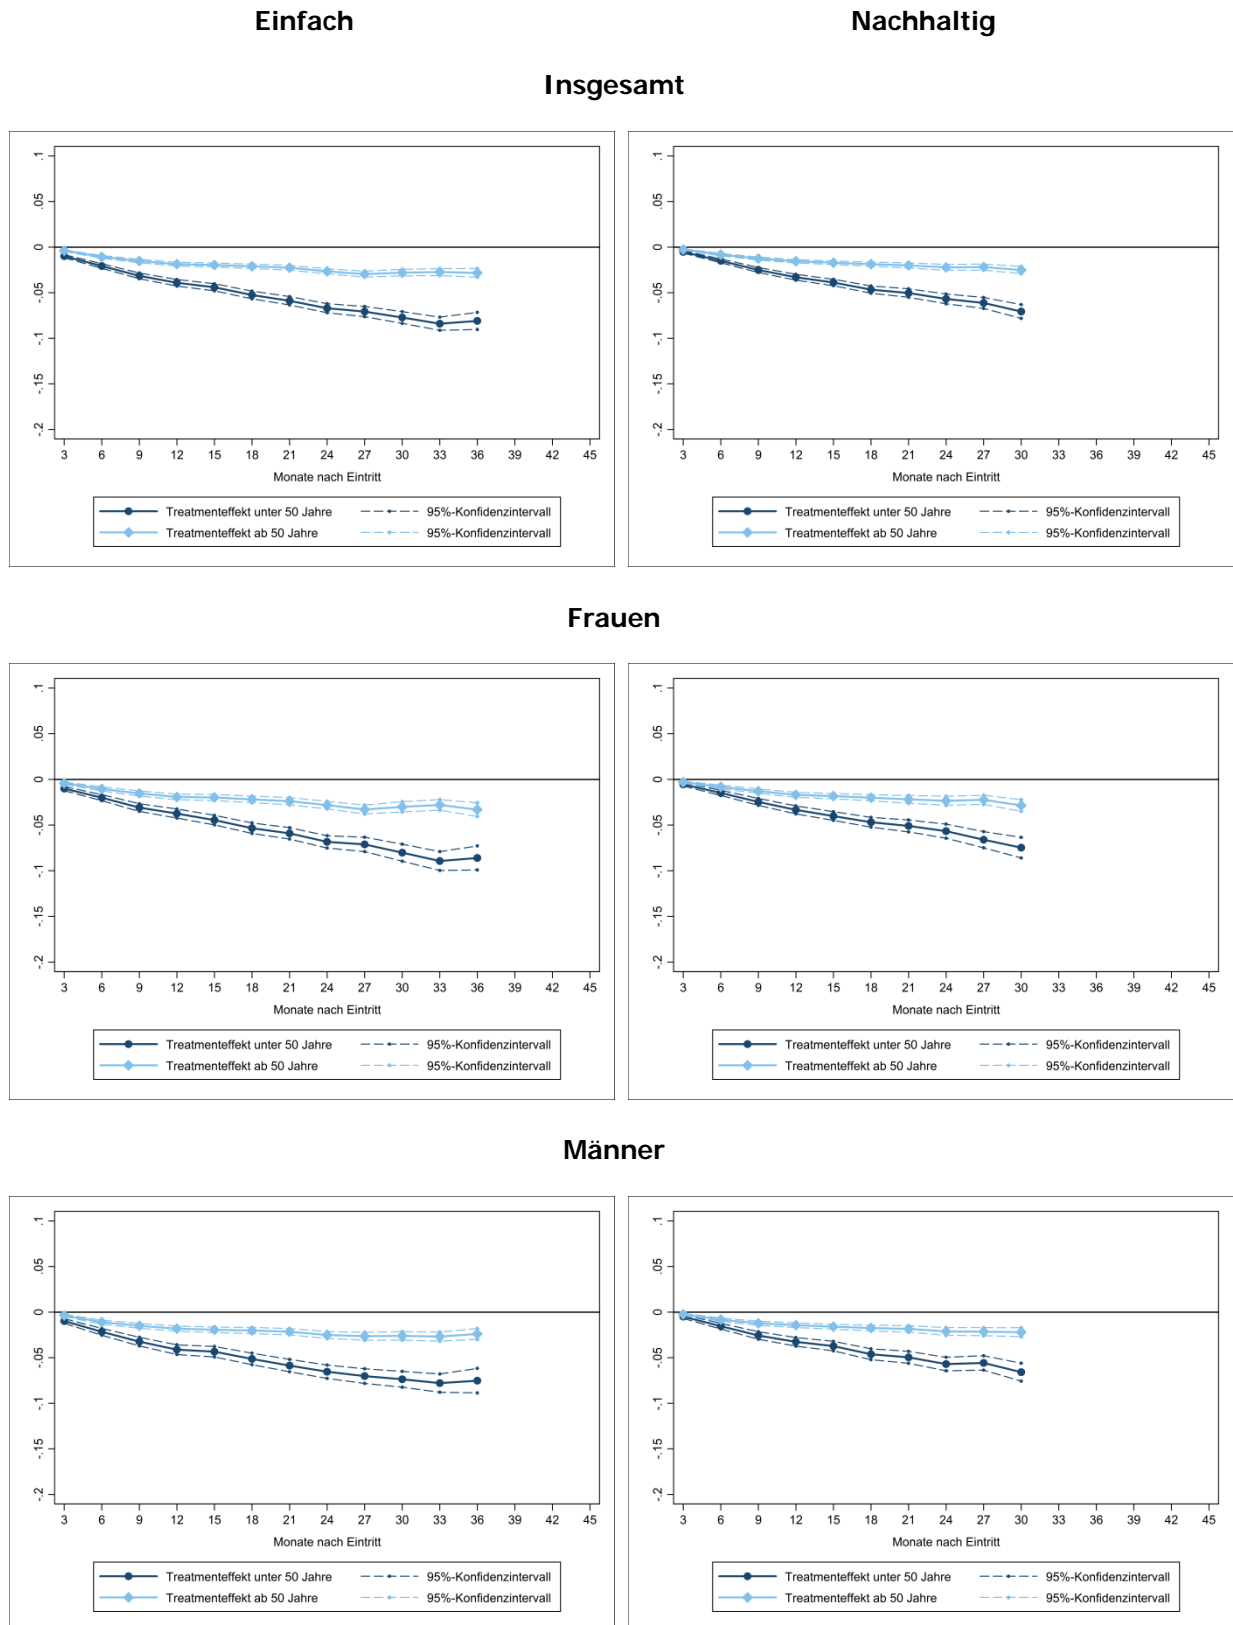 Einfach Nachhaltig
Insgesamt
.1 .05 0 -.05 -.1 -.15 -.2
3 6 9 12 15 18 21 24 27 30 33 36 39 42 45
Monate nach Eintritt
Treatmenteffekt unter 50 Jahre 95%-Konfidenzintervall
Treatmenteffekt ab 50 Jahre 95%-Konfidenzintervall
.1 .05 0 -.05 -.1 -.15 -.2
3 6 9 12 15 18 21 24 27 30 33 36 39 42 45
Monate nach Eintritt
Treatmenteffekt unter 50 Jahre 95%-Konfidenzintervall
Treatmenteffekt ab 50 Jahre 95%-Konfidenzintervall
Frauen
.1 .05 0 -.05 -.1 -.15 -.2
3 6 9 12 15 18 21 24 27 30 33 36 39 42 45
Monate nach Eintritt
Treatmenteffekt unter 50 Jahre 95%-Konfidenzintervall
Treatmenteffekt ab 50 Jahre 95%-Konfidenzintervall
.1 .05 0 -.05 -.1 -.15 -.2
3 6 9 12 15 18 21 24 27 30 33 36 39 42 45
Monate nach Eintritt
Treatmenteffekt unter 50 Jahre 95%-Konfidenzintervall
Treatmenteffekt ab 50 Jahre 95%-Konfidenzintervall
Männer
.1 .05 0 -.05 -.1 -.15 -.2
3 6 9 12 15 18 21 24 27 30 33 36 39 42 45
Monate nach Eintritt
Treatmenteffekt unter 50 Jahre 95%-Konfidenzintervall
Treatmenteffekt ab 50 Jahre 95%-Konfidenzintervall
.1 .05 0 -.05 -.1 -.15 -.2
3 6 9 12 15 18 21 24 27 30 33 36 39 42 45
Monate nach Eintritt
Treatmenteffekt unter 50 Jahre 95%-Konfidenzintervall
Treatmenteffekt ab 50 Jahre 95%-Konfidenzintervall